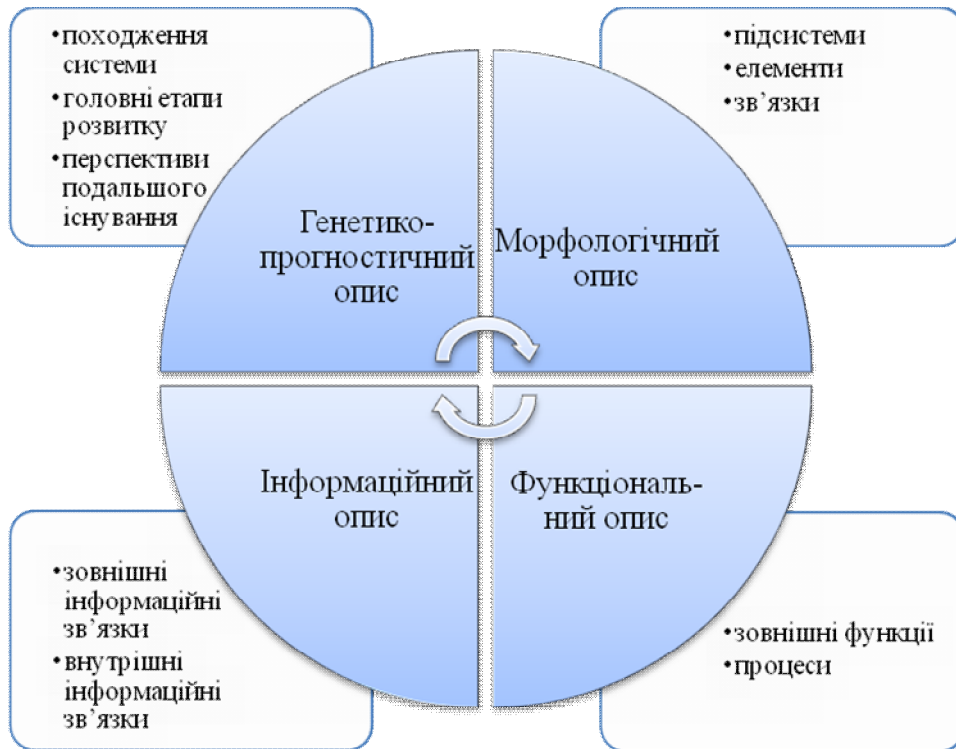 •походження
системи
•головні етапи
розвитку
•перспективи
подальшого
існування
•підсистеми
•елементи
•зв’язки
Генетико-
прогностичний
опис
Морфологічний
опис
Інформаційний
опис
Функціональ-
ний опис
•зовнішні
інформаційні
зв’язки
•внутрішні
інформаційні
зв’язки
•зовнішні функції
•процеси